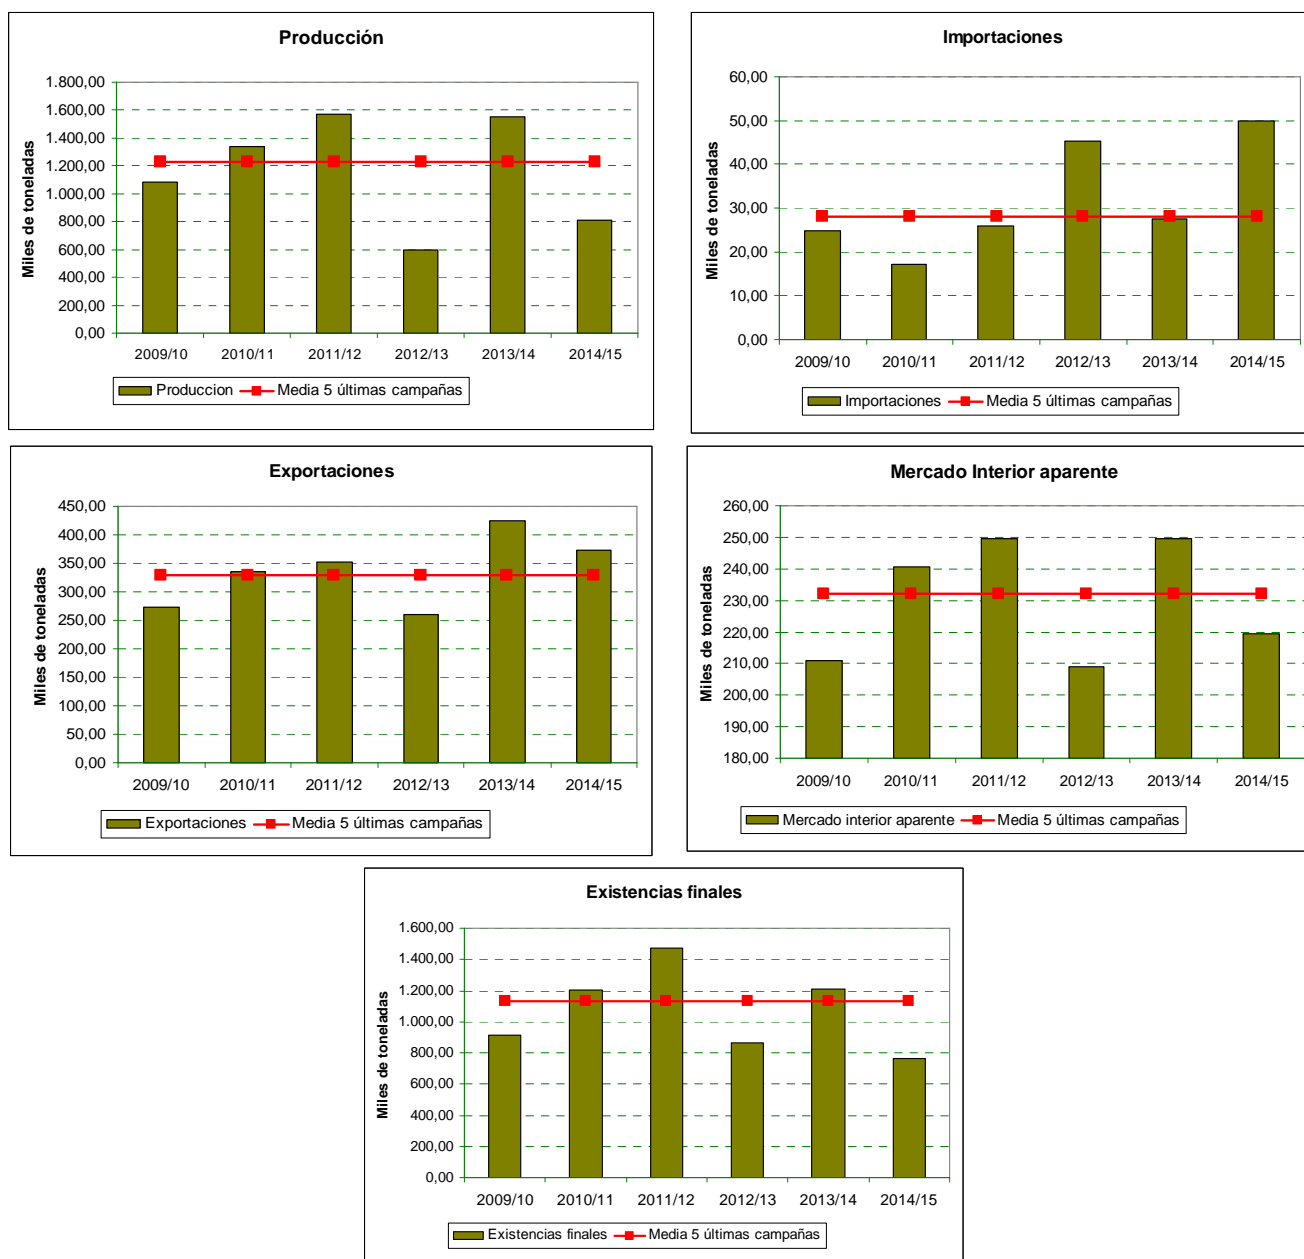 Producción
Miles de toneladas
1.800,00
1.600,00
1.400,00
1.200,00
1.000,00
800,00
600,00
400,00
200,00
0,00
2009/10 2010/11 2011/12 2012/13 2013/14 2014/15
Produccion Media 5 últimas campañas
Importaciones
Miles de toneladas
60,00
50,00
40,00
30,00
20,00
10,00
0,00
2009/10 2010/11 2011/12 2012/13 2013/14 2014/15
Importaciones Media 5 últimas campañas
Exportaciones
Miles de toneladas
450,00
400,00
350,00
300,00
250,00
200,00
150,00
100,00
50,00
0,00
2009/10 2010/11 2011/12 2012/13 2013/14 2014/15
Exportaciones Media 5 últimas campañas
Mercado Interior aparente
Miles de toneladas
260,00
250,00
240,00
230,00
220,00
210,00
200,00
190,00
180,00
2009/10 2010/11 2011/12 2012/13 2013/14 2014/15
Mercado interior aparente Media 5 últimas campañas
Existencias finales
Miles de toneladas
1.600,00
1.400,00
1.200,00
1.000,00
800,00
600,00
400,00
200,00
0,00
2009/10 2010/11 2011/12 2012/13 2013/14 2014/15
Existencias finales Media 5 últimas campañas